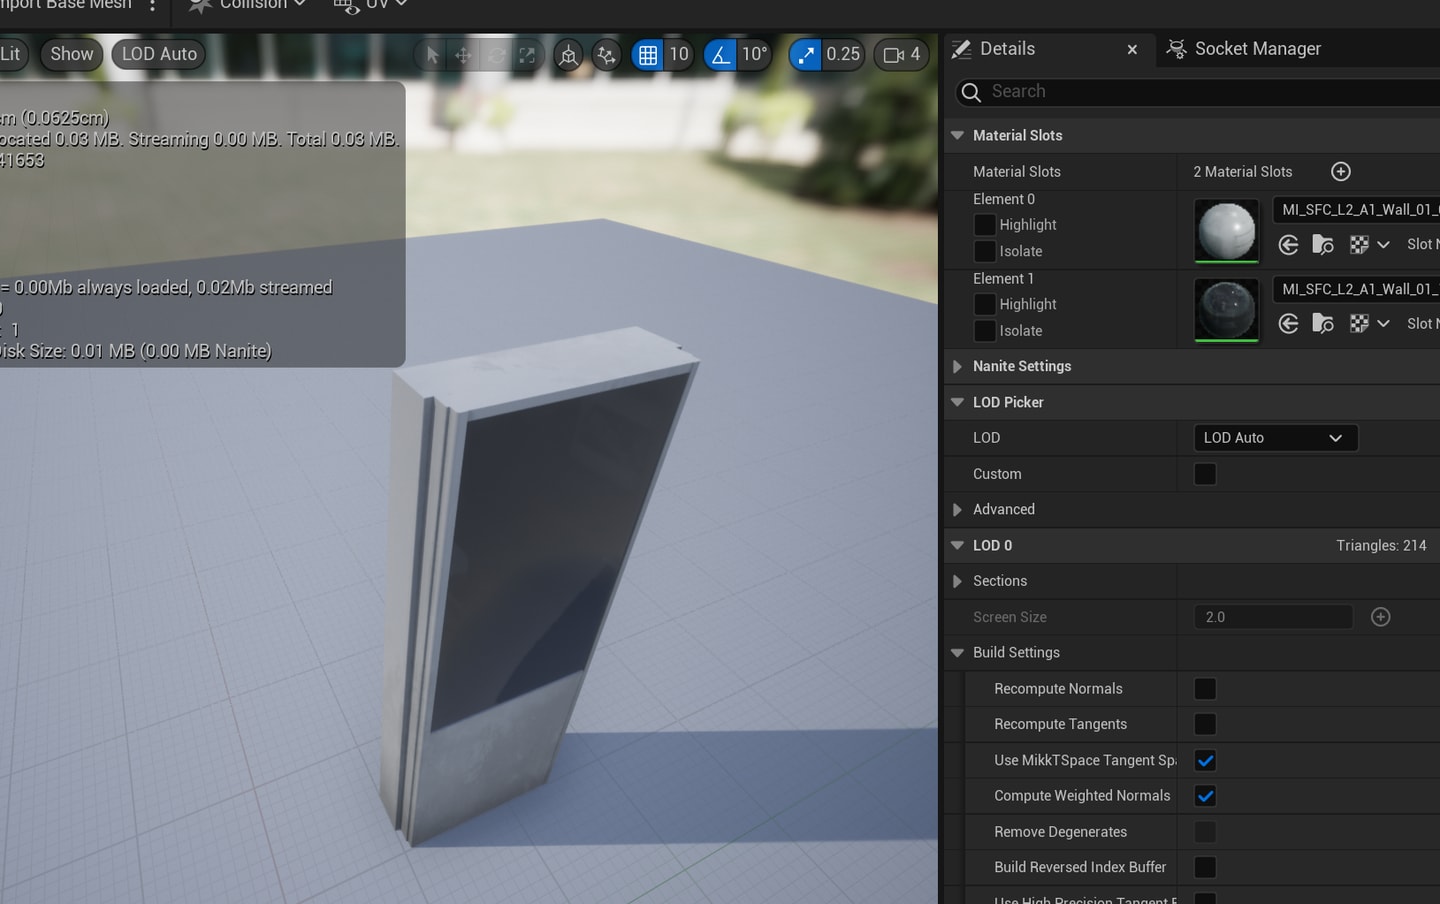 mport Base Mesh
Collision
UV
Lit
Show
LOD Auto
10
10°
0.25
4
cm (0.0625cm)
ocated 0.03 MB. Streaming 0.00 MB. Total 0.03 MB.
41653
= 0.00Mb always loaded, 0.02Mb streamed
: 1
Disk Size: 0.01 MB (0.00 MB Nanite)
Details
Socket Manager
Search
Material Slots
Material Slots
2 Material Slots
Element 0
Highlight
Isolate
MI_SFC_L2_A1_Wall_01_
Slot N
Element 1
Highlight
Isolate
MI_SFC_L2_A1_Wall_01_
Slot N
Nanite Settings
LOD Picker
LOD
LOD Auto
Custom
Advanced
LOD 0
Triangles: 214
Sections
Screen Size
2.0
Build Settings
Recompute Normals
Recompute Tangents
Use MikkTSpace Tangent Spa
Compute Weighted Normals
Remove Degenerates
Build Reversed Index Buffer
Use High Precision Tangent B